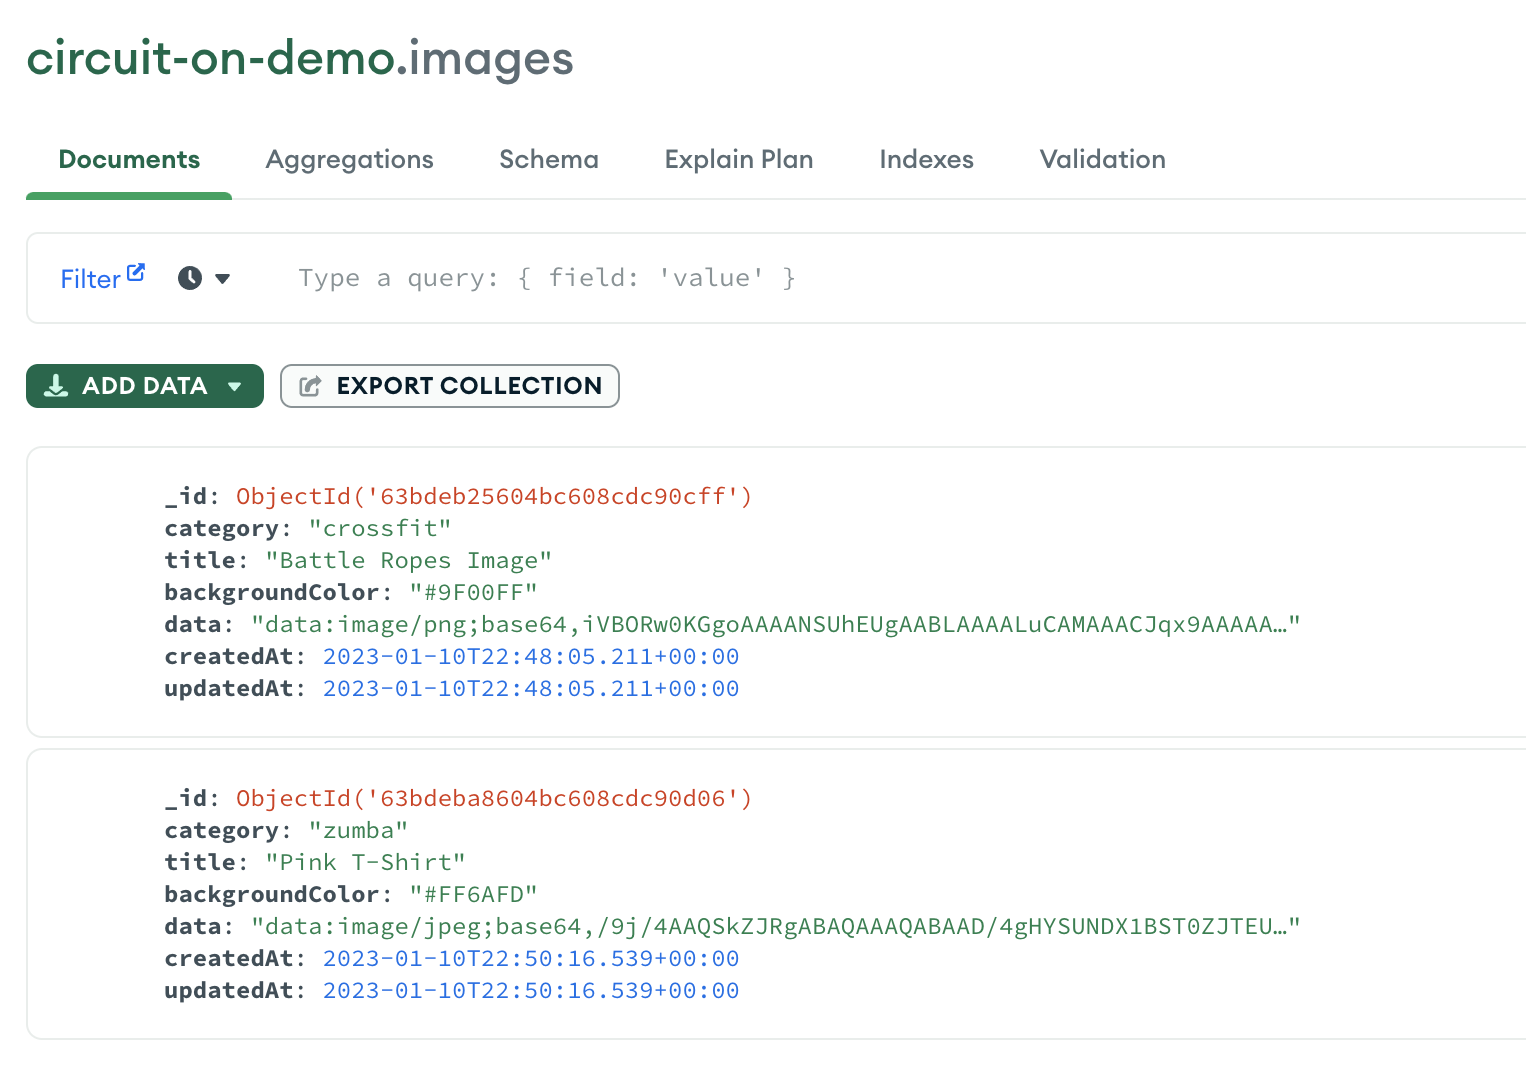 circuit-on-demo.images
Documents Aggregations Schema Explain Plan Indexes Validation
Filter Type a query: { field: 'value' }
ADD DATA EXPORT COLLECTION
_id: ObjectId('63bdeb25604bc608cdc90cff')
category: "crossfit"
title: "Battle Ropes Image"
backgroundColor: "#9F00FF"
data: "data:image/png;base64,iVBORw0KGgoAAAANSUhEUgAABLAAAALuCAMAAACJqx9AAAAA…"
createdAt: 2023-01-10T22:48:05.211+00:00
updatedAt: 2023-01-10T22:48:05.211+00:00
_id: ObjectId('63bdeba8604bc608cdc90d06')
category: "zumba"
title: "Pink T-Shirt"
backgroundColor: "#FF6AFD"
data: "data:image/jpeg;base64,/9j/4AAQSkZJRgABAQAAAQABAAD/4gHYSUNDX1BST0ZJTEU…"
createdAt: 2023-01-10T22:50:16.539+00:00
updatedAt: 2023-01-10T22:50:16.539+00:00